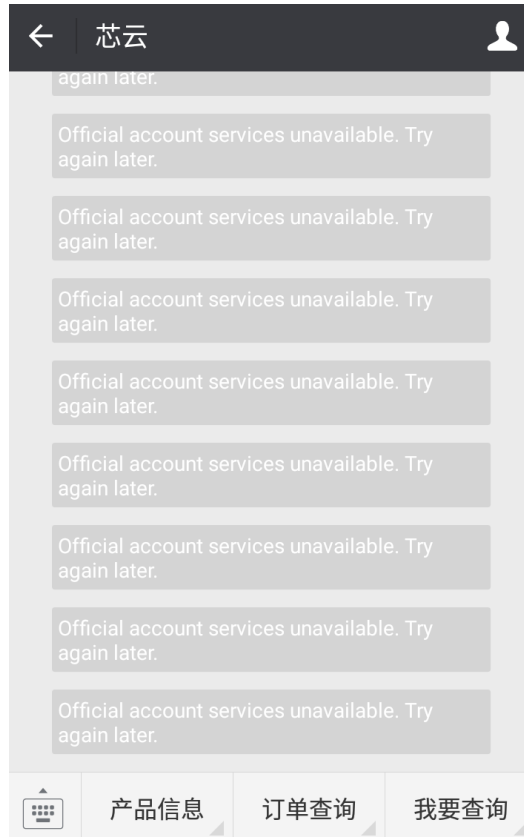 芯云
again later.
Official account services unavailable. Try
again later.
Official account services unavailable. Try
again later.
Official account services unavailable. Try
again later.
Official account services unavailable. Try
again later.
Official account services unavailable. Try
again later.
Official account services unavailable. Try
again later.
Official account services unavailable. Try
again later.
Official account services unavailable. Try
again later.
产品信息 订单查询 我要查询